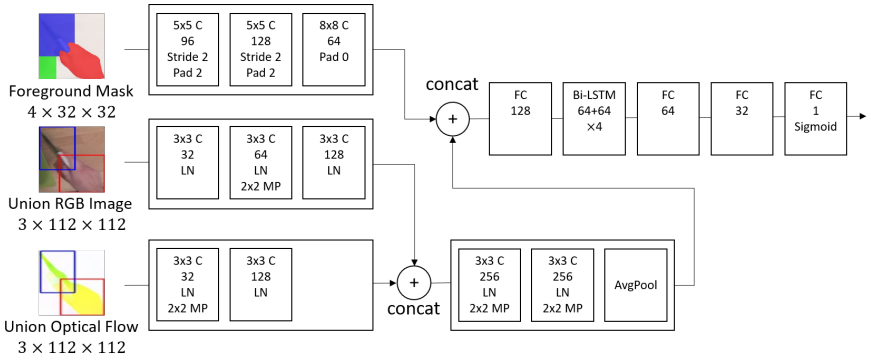 Foreground Mask
4 × 32 × 32
5x5 C
96
Stride 2
Pad 2
5x5 C
128
Stride 2
Pad 2
8x8 C
64
Pad 0
Union RGB Image
3 × 112 × 112
3x3 C
32
LN
3x3 C
64
LN
2x2 MP
3x3 C
128
LN
Union Optical Flow
3 × 112 × 112
3x3 C
32
LN
2x2 MP
3x3 C
128
LN
+
concat
3x3 C
256
LN
2x2 MP
3x3 C
256
LN
2x2 MP
AvgPool
concat
+
FC
128
Bi-LSTM
64+64
×4
FC
64
FC
32
FC
1
Sigmoid